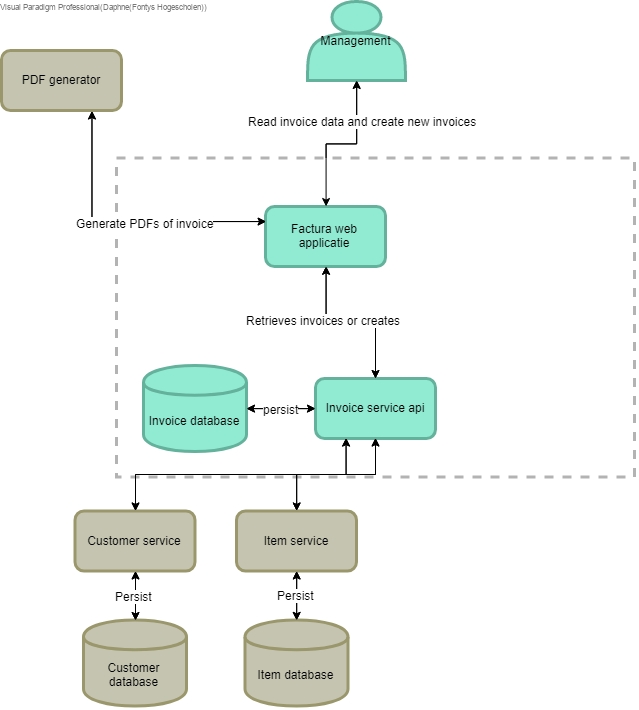 Visual Paradigm Professional(Daphne(Fontys Hogescholen))
Management
PDF generator
Read invoice data and create new invoices
Generate PDFs of invoice
Factura web
applicatie
Retrieves invoices or creates
Invoice database
persist
Invoice service api
Customer service
Item service
Persist
Persist
Customer
database
Item database